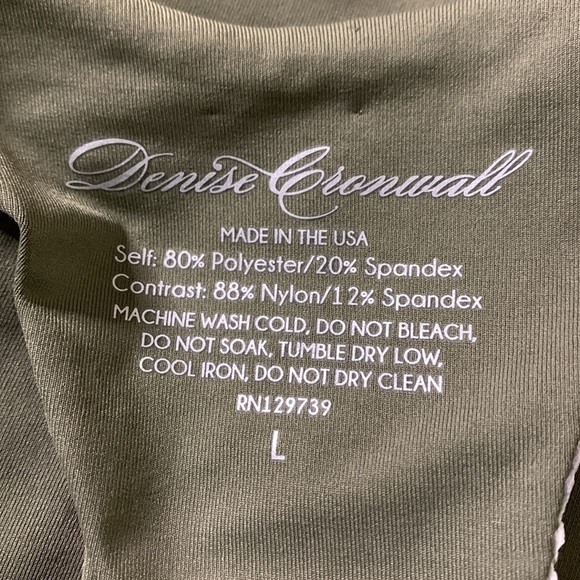 Denise Cronwall
MADE IN THE USA
Self: 80% Polyester/20% Spandex
Contrast: 88% Nylon/12% Spandex
MACHINE WASH COLD, DO NOT BLEACH,
DO NOT SOAK, TUMBLE DRY LOW,
COOL IRON, DO NOT DRY CLEAN
RN129739
L